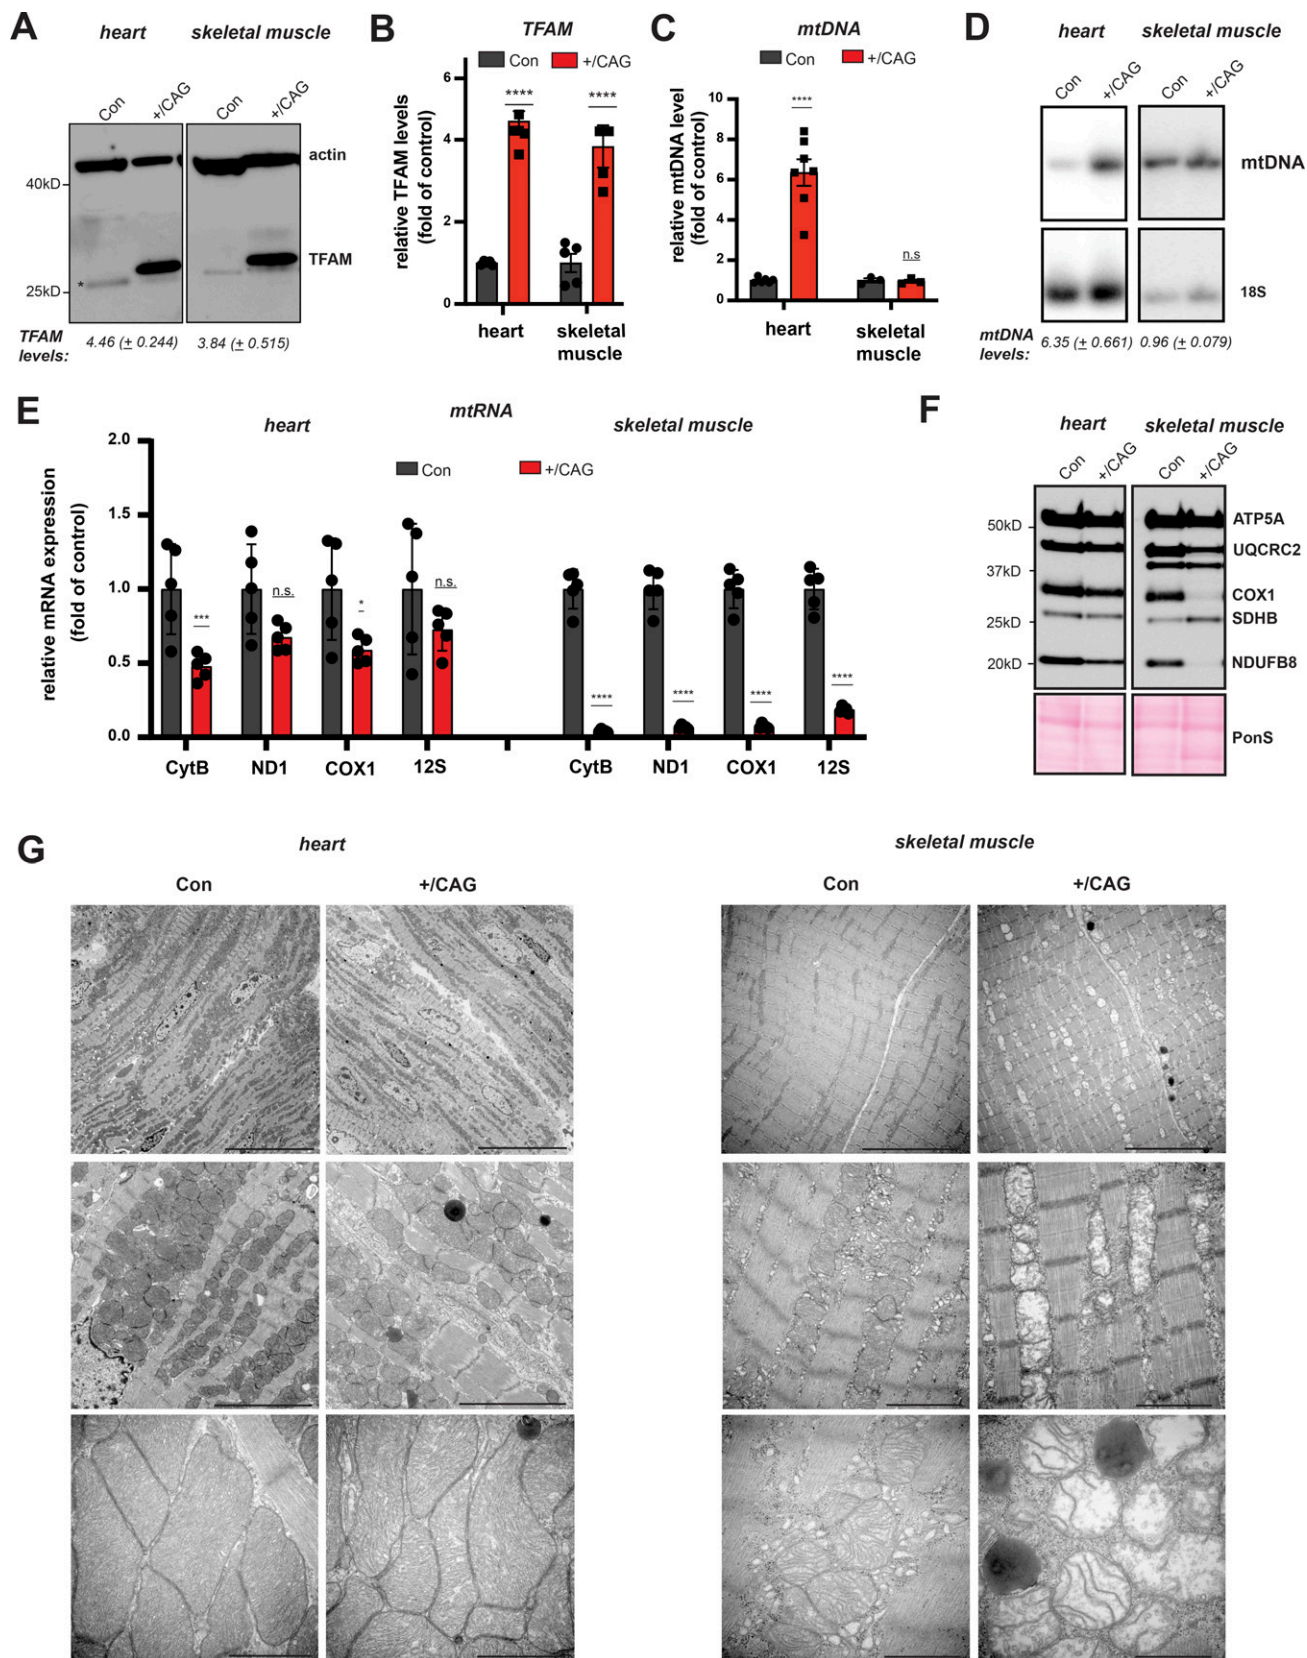 A
heart
skeletal muscle
Con
+/CAG
Con
+/CAG
actin
40kD
TFAM
*
25kD
TFAM levels:
4.46 (± 0.244)
3.84 (± 0.515)
B
TFAM
Con
+/CAG
relative TFAM levels
(fold of control)
6
4
2
0
****
****
heart
skeletal
muscle
C
mtDNA
Con
+/CAG
relative mtDNA level
(fold of control)
10
8
6
4
2
0
****
n.s
heart
skeletal
muscle
D
heart
skeletal muscle
Con
+/CAG
Con
+/CAG
mtDNA
18S
mtDNA
levels:
6.35 (± 0.661)
0.96 (± 0.079)
E
mtRNA
heart
skeletal muscle
Con
+/CAG
relative mRNA expression
(fold of control)
2.0
1.5
1.0
0.5
0.0
***
n.s.
*
n.s.
****
****
****
****
CytB
ND1
COX1
12S
CytB
ND1
COX1
12S
F
heart
skeletal muscle
Con
+/CAG
Con
+/CAG
50kD
37kD
25kD
20kD
ATP5A
UQCRC2
COX1
SDHB
NDUFB8
PonS
G
heart
skeletal muscle
Con
+/CAG
Con
+/CAG